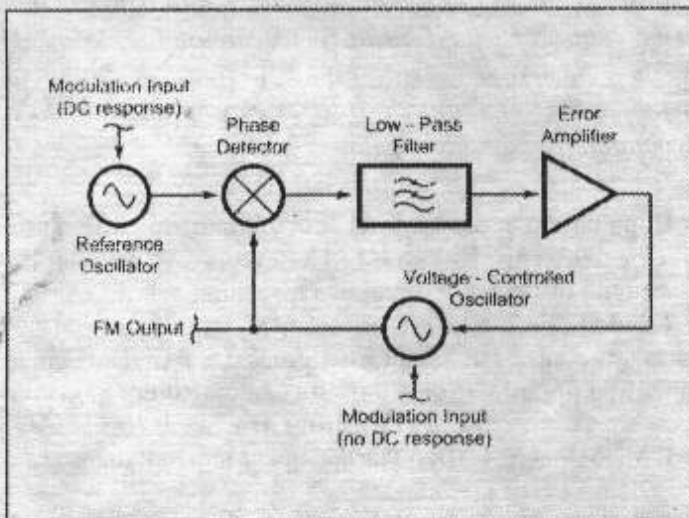 Modulation Input
(DC response)
Phase
Detector
Low - Pass
Filter
Error
Amplifier
Reference
Oscillator
Voltage - Controlled
Oscillator
FM Output
Modulation Input
(no DC response)